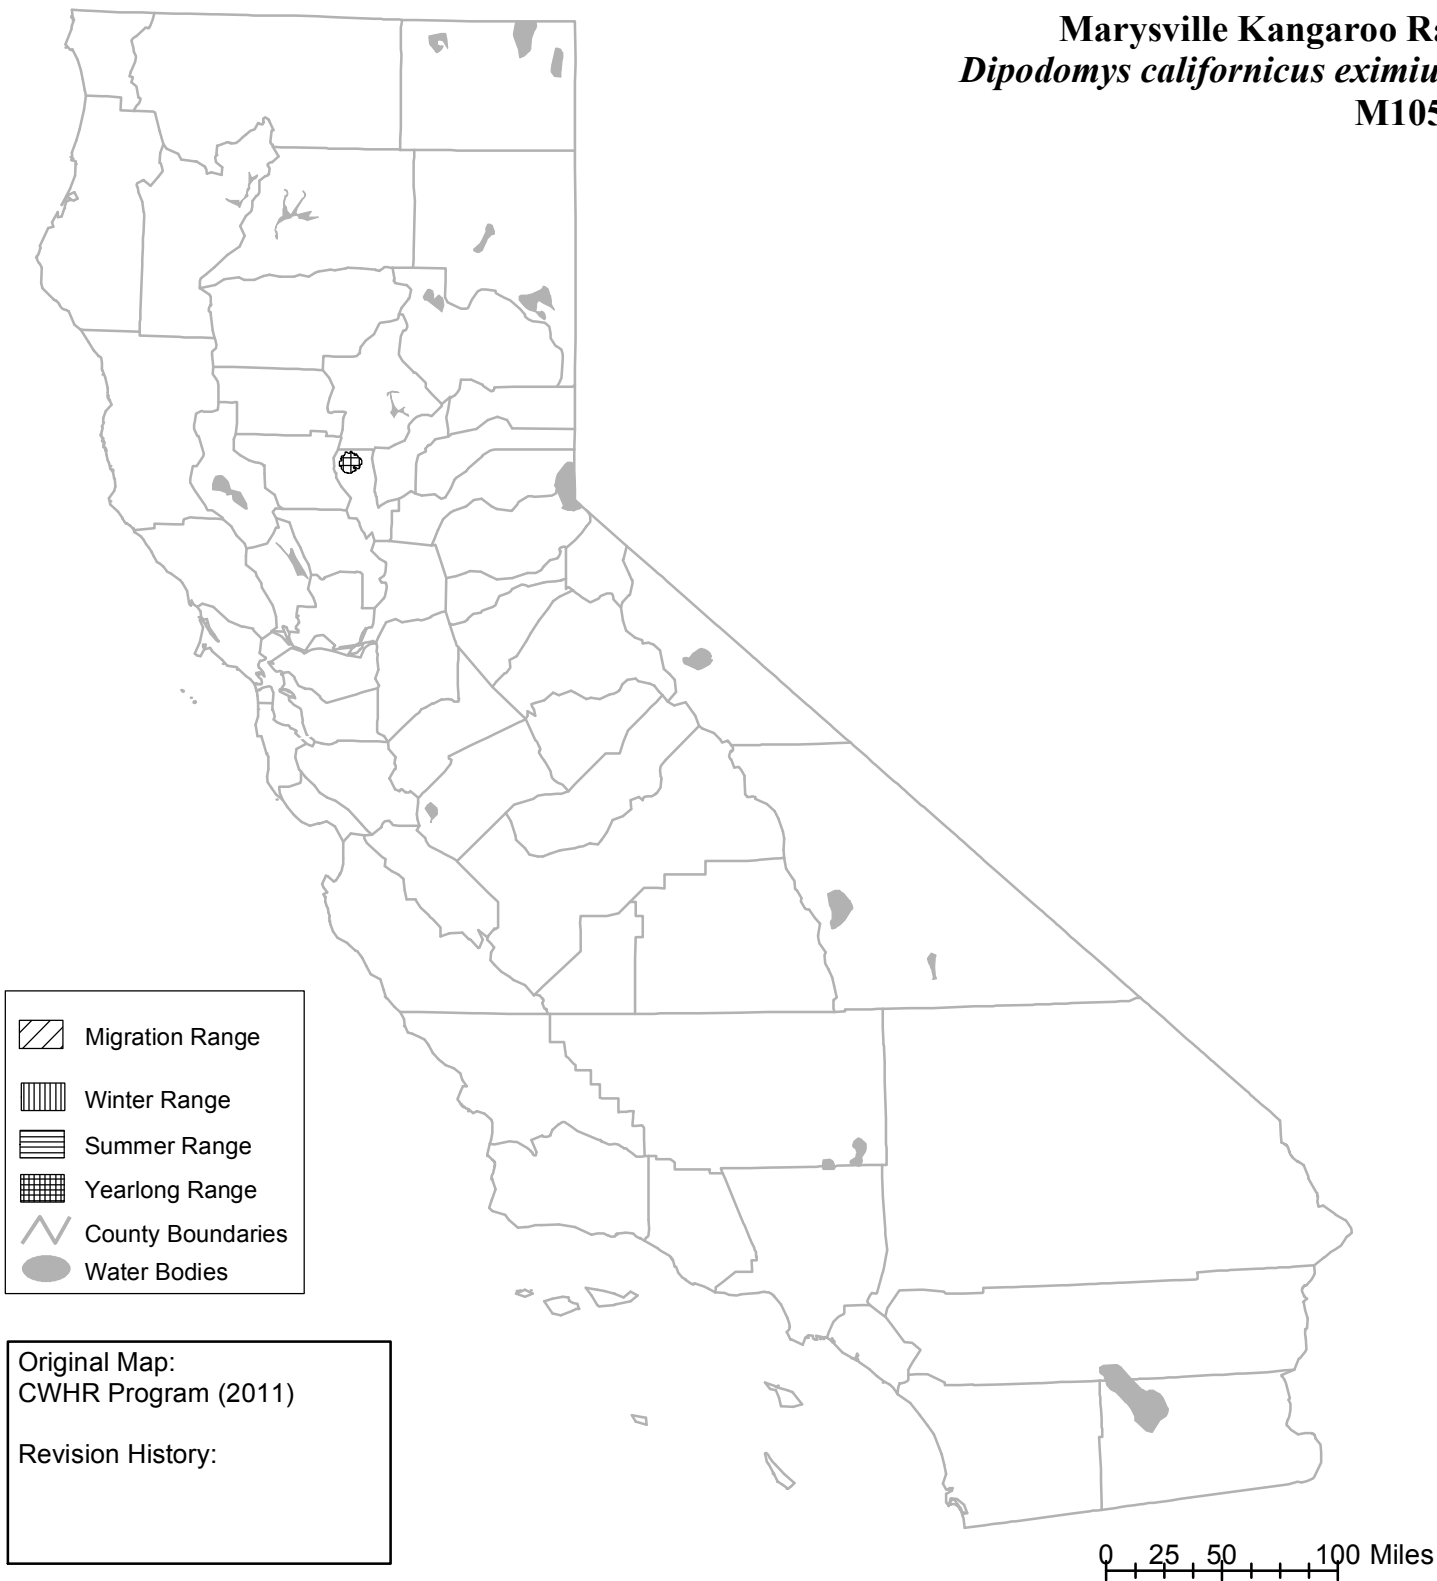 Marysville Kangaroo Ra
Dipodomys californicus eximiu
M105
Migration Range
Winter Range
Summer Range
Yearlong Range
County Boundaries
Water Bodies
Original Map:
CWHR Program (2011)
Revision History:
0 25 50 100 Miles